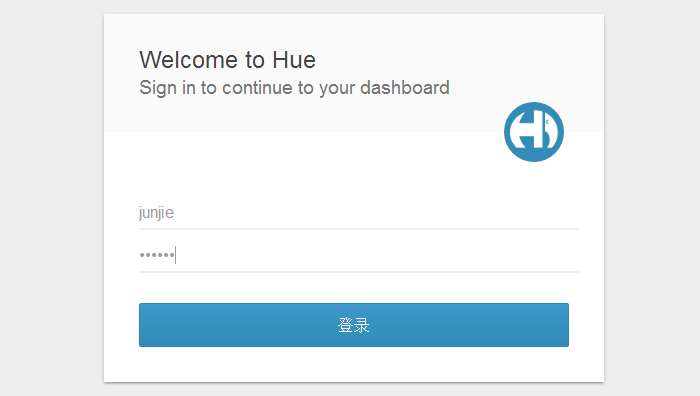 Welcome to Hue
Sign in to continue to your dashboard
junjie
••••••
登录